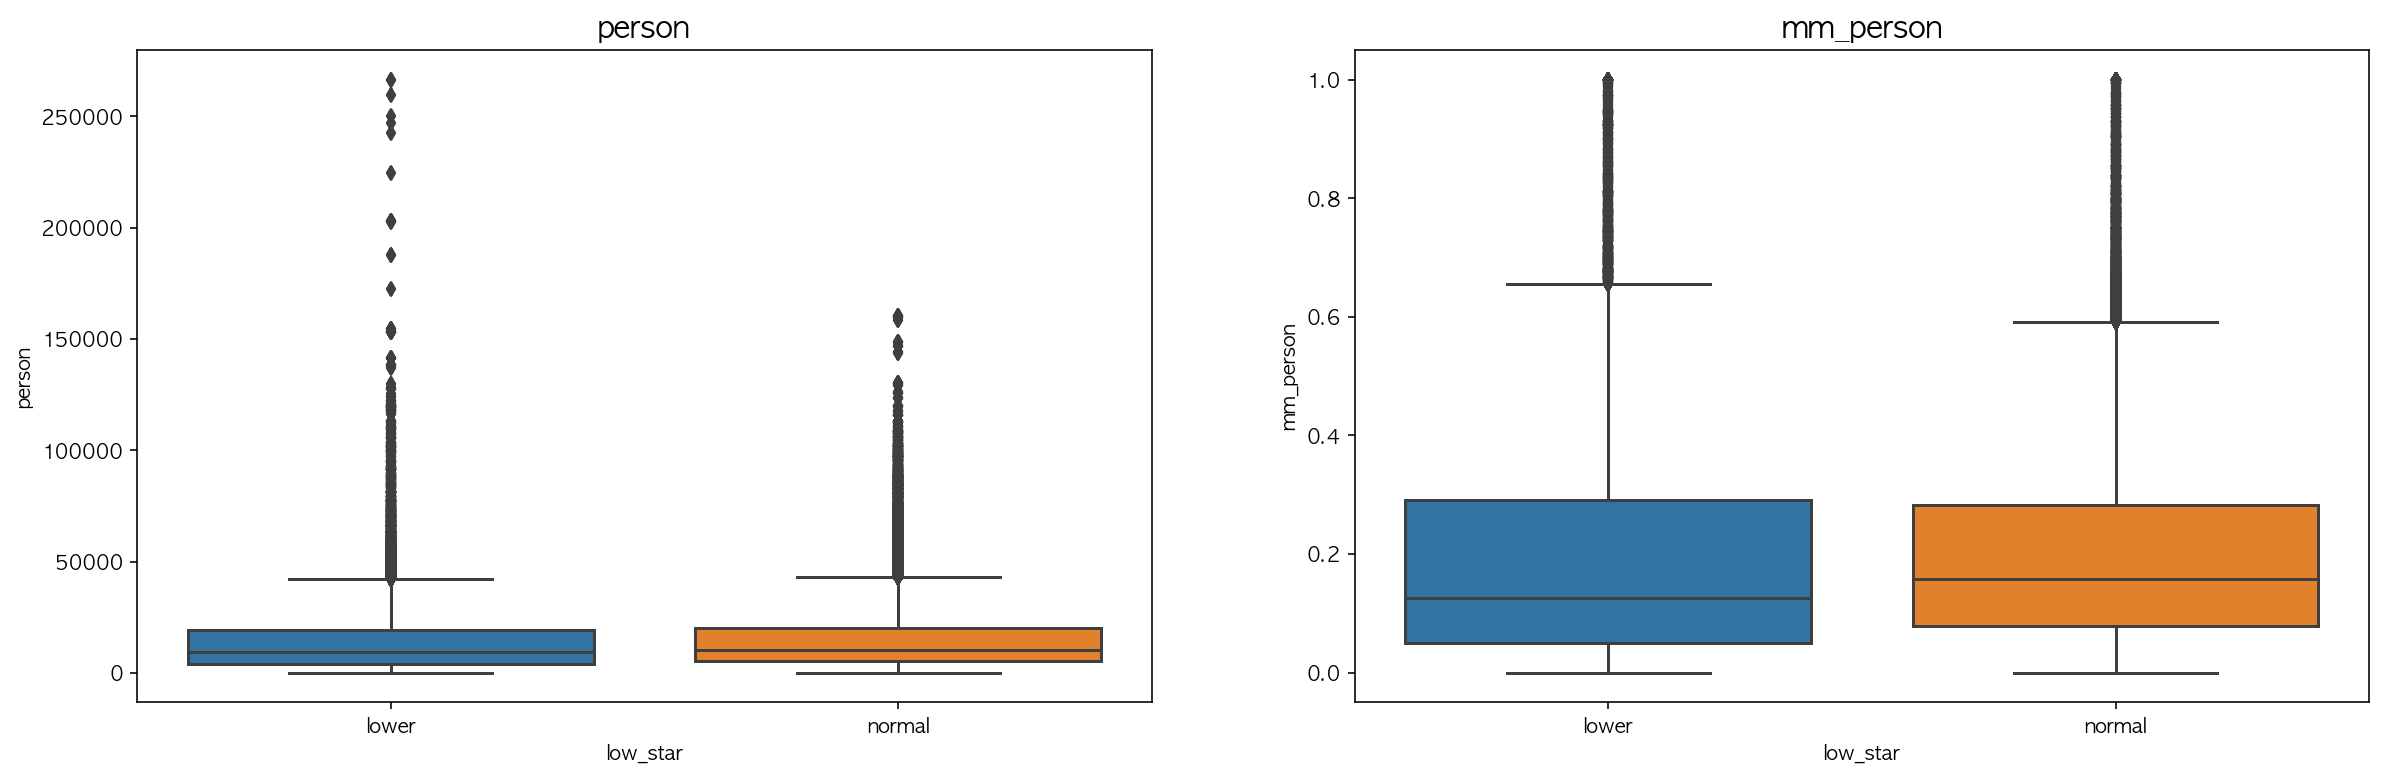 person
250000
200000
150000
100000
50000
0
person
lower
normal
low_star
mm_person
1.0
0.8
0.6
0.4
0.2
0.0
mm_person
lower
normal
low_star